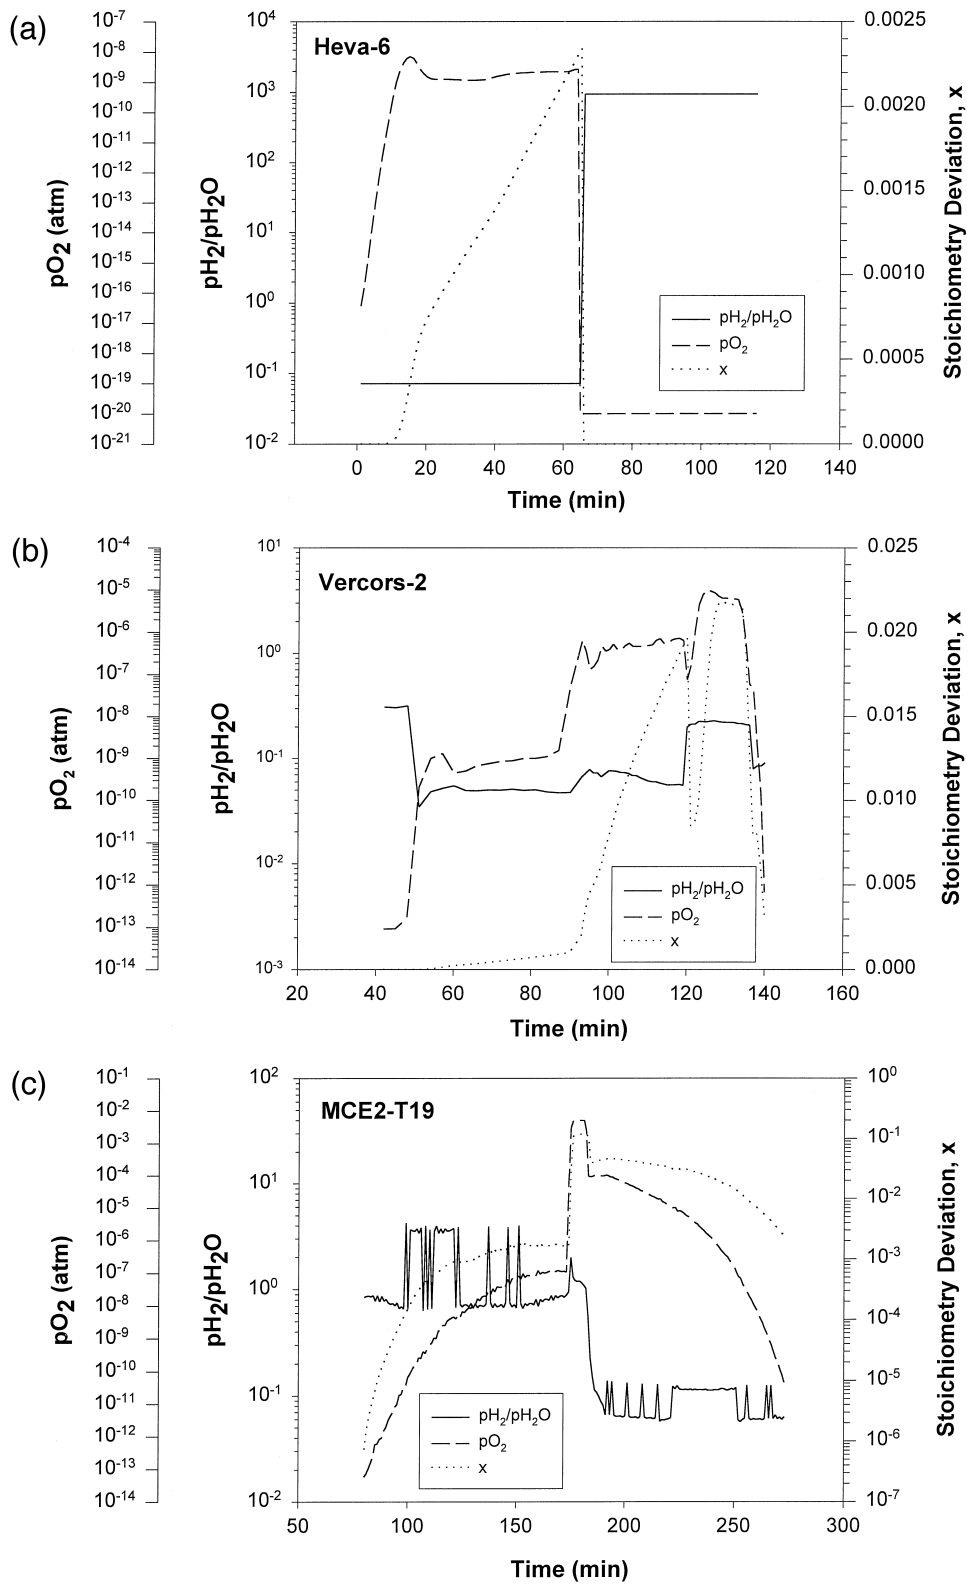 (a)
Heva-6
pO2 (atm)
10-7
10-8
10-9
10-10
10-11
10-12
10-13
10-14
10-15
10-16
10-17
10-18
10-19
10-20
10-21
pH2/pH2O
104
103
102
101
100
10-1
10-2
0.0025
0.0020
0.0015
0.0010
0.0005
0.0000
Stoichiometry Deviation, x
pH2/pH2O
pO2
x
0 20 40 60 80 100 120 140
Time (min)
(b)
Vercors-2
pO2 (atm)
10-4
10-5
10-6
10-7
10-8
10-9
10-10
10-11
10-12
10-13
10-14
pH2/pH2O
101
100
10-1
10-2
10-3
0.025
0.020
0.015
0.010
0.005
0.000
Stoichiometry Deviation, x
pH2/pH2O
pO2
x
20 40 60 80 100 120 140 160
Time (min)
(c)
MCE2-T19
pO2 (atm)
10-1
10-2
10-3
10-4
10-5
10-6
10-7
10-8
10-9
10-10
10-11
10-12
10-13
10-14
pH2/pH2O
102
101
100
10-1
10-2
100
10-1
10-2
10-3
10-4
10-5
10-6
10-7
Stoichiometry Deviation, x
pH2/pH2O
pO2
x
50 100 150 200 250 300
Time (min)